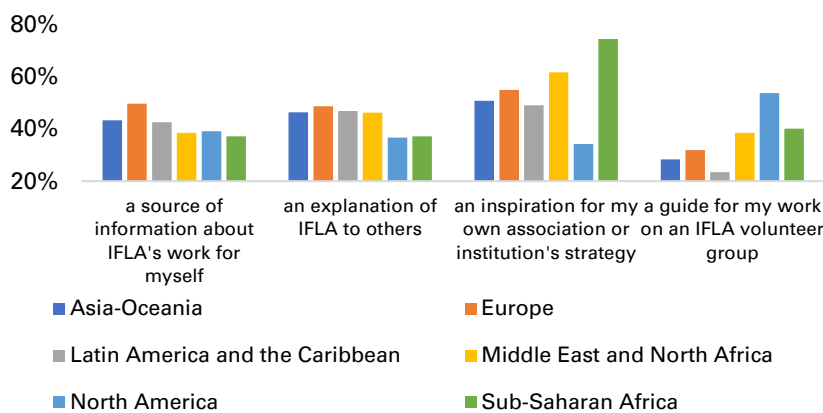 80%
60%
40%
20%
a source of
information about
IFLA's work for
myself
an explanation of
IFLA to others
an inspiration for my
own association or
institution's strategy
a guide for my work
on an IFLA volunteer
group
Asia-Oceania
Europe
Latin America and the Caribbean
Middle East and North Africa
North America
Sub-Saharan Africa